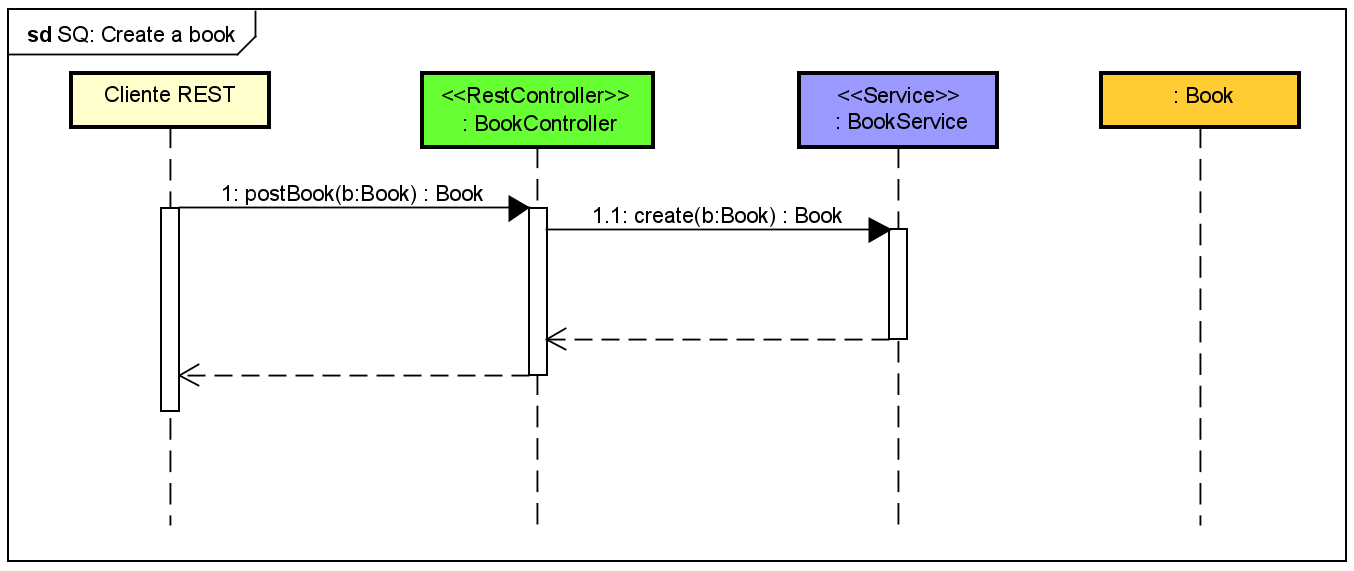 sd SQ: Create a book
Cliente REST
<<RestController>>
: BookController
<<Service>>
: BookService
: Book
1: postBook(b:Book) : Book
1.1: create(b:Book) : Book